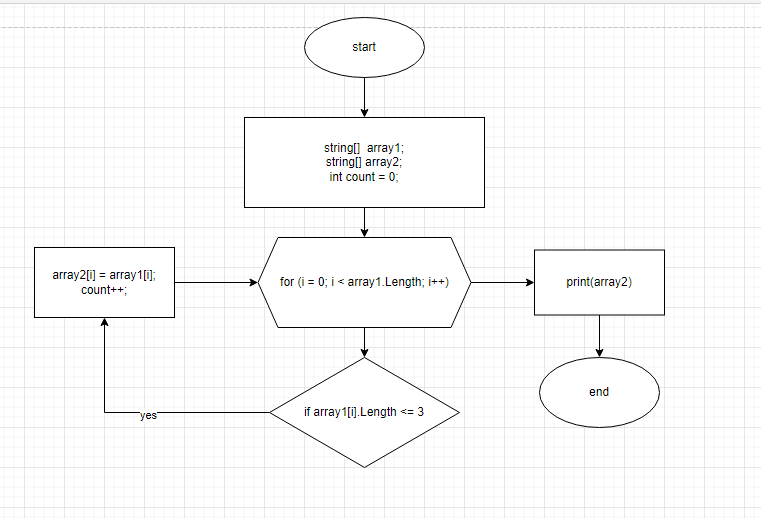 start
string[]  array1;
string[] array2;
int count = 0;
array2[i] = array1[i];
count++;
for (i = 0; i < array1.Length; i++)
print(array2)
if array1[i].Length <= 3
yes
end